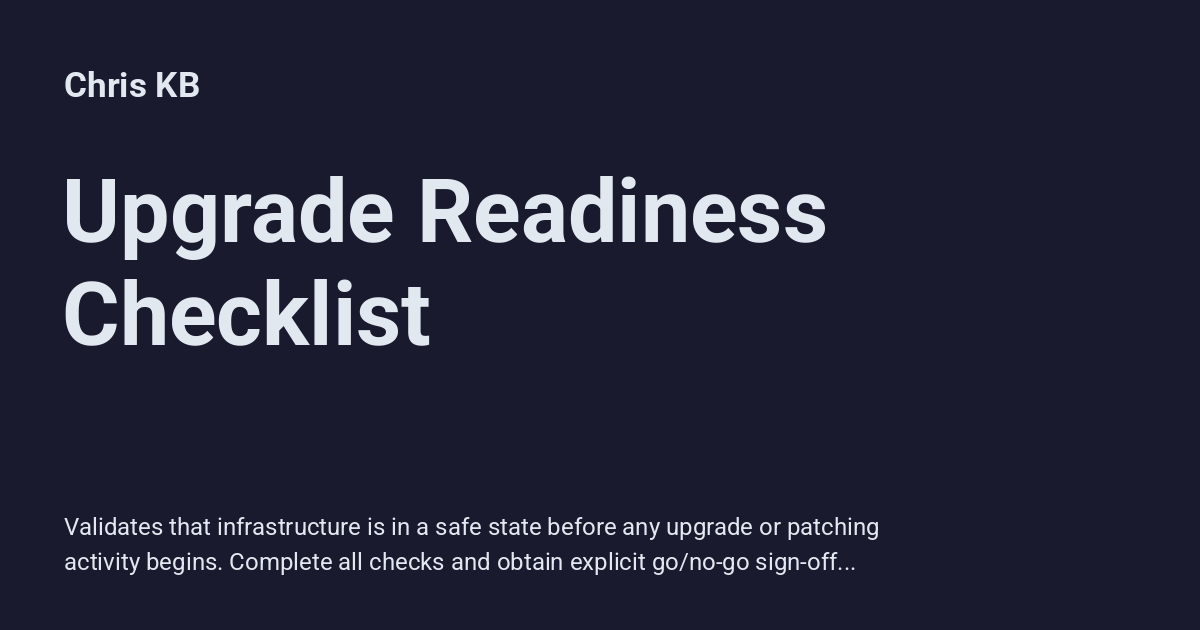 Chris KB
Upgrade Readiness
Checklist
Validates that infrastructure is in a safe state before any upgrade or patching
activity begins. Complete all checks and obtain explicit go/no-go sign-off...